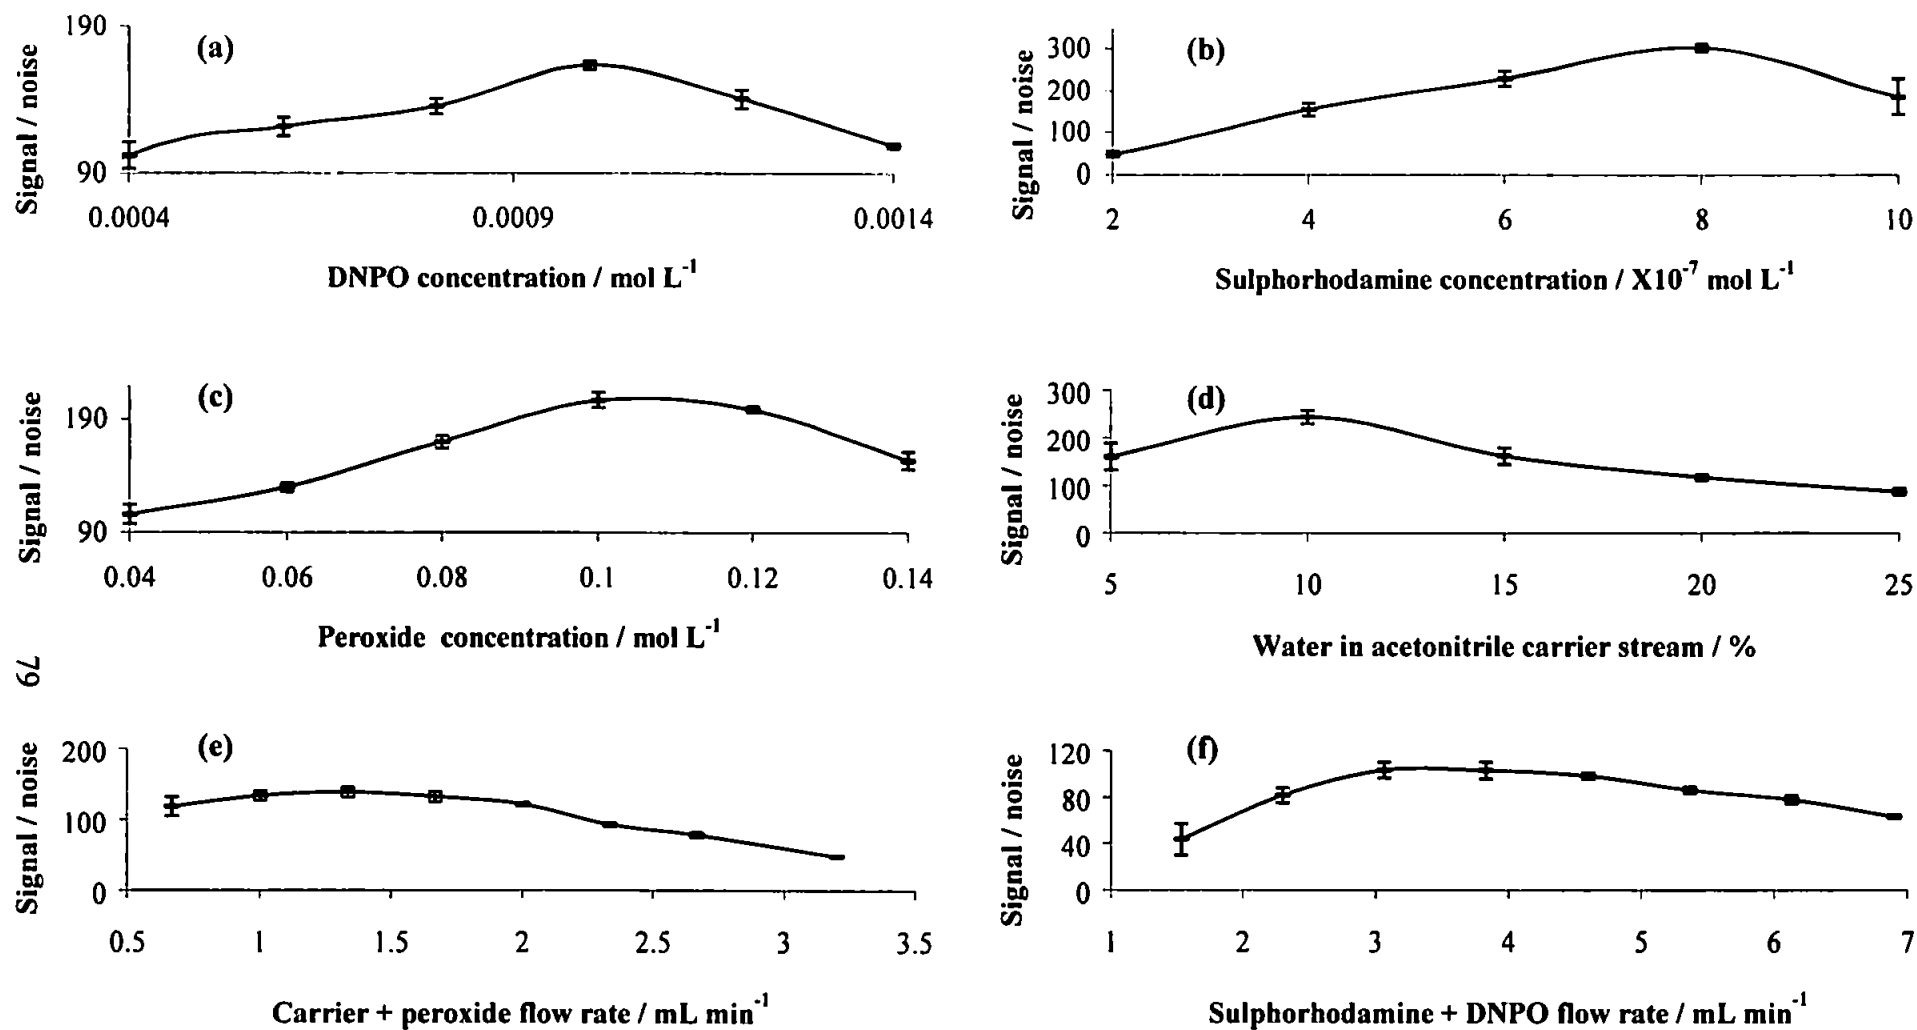 190
(a)
Signal / noise
90
0.0004 0.0009 0.0014
DNPO concentration / mol L⁻¹
(b)
300
200
100
0
Signal / noise
2 4 6 8 10
Sulphorhodamine concentration / X10⁻⁷ mol L⁻¹
(c)
190
90
Signal / noise
0.04 0.06 0.08 0.1 0.12 0.14
Peroxide concentration / mol L⁻¹
300
(d)
200
100
0
Signal / noise
5 10 15 20 25
Water in acetonitrile carrier stream / %
79
200
(e)
100
0
Signal / noise
0.5 1 1.5 2 2.5 3 3.5
Carrier + peroxide flow rate / mL min⁻¹
120
(f)
80
40
0
Signal / noise
1 2 3 4 5 6 7
Sulphorhodamine + DNPO flow rate / mL min⁻¹